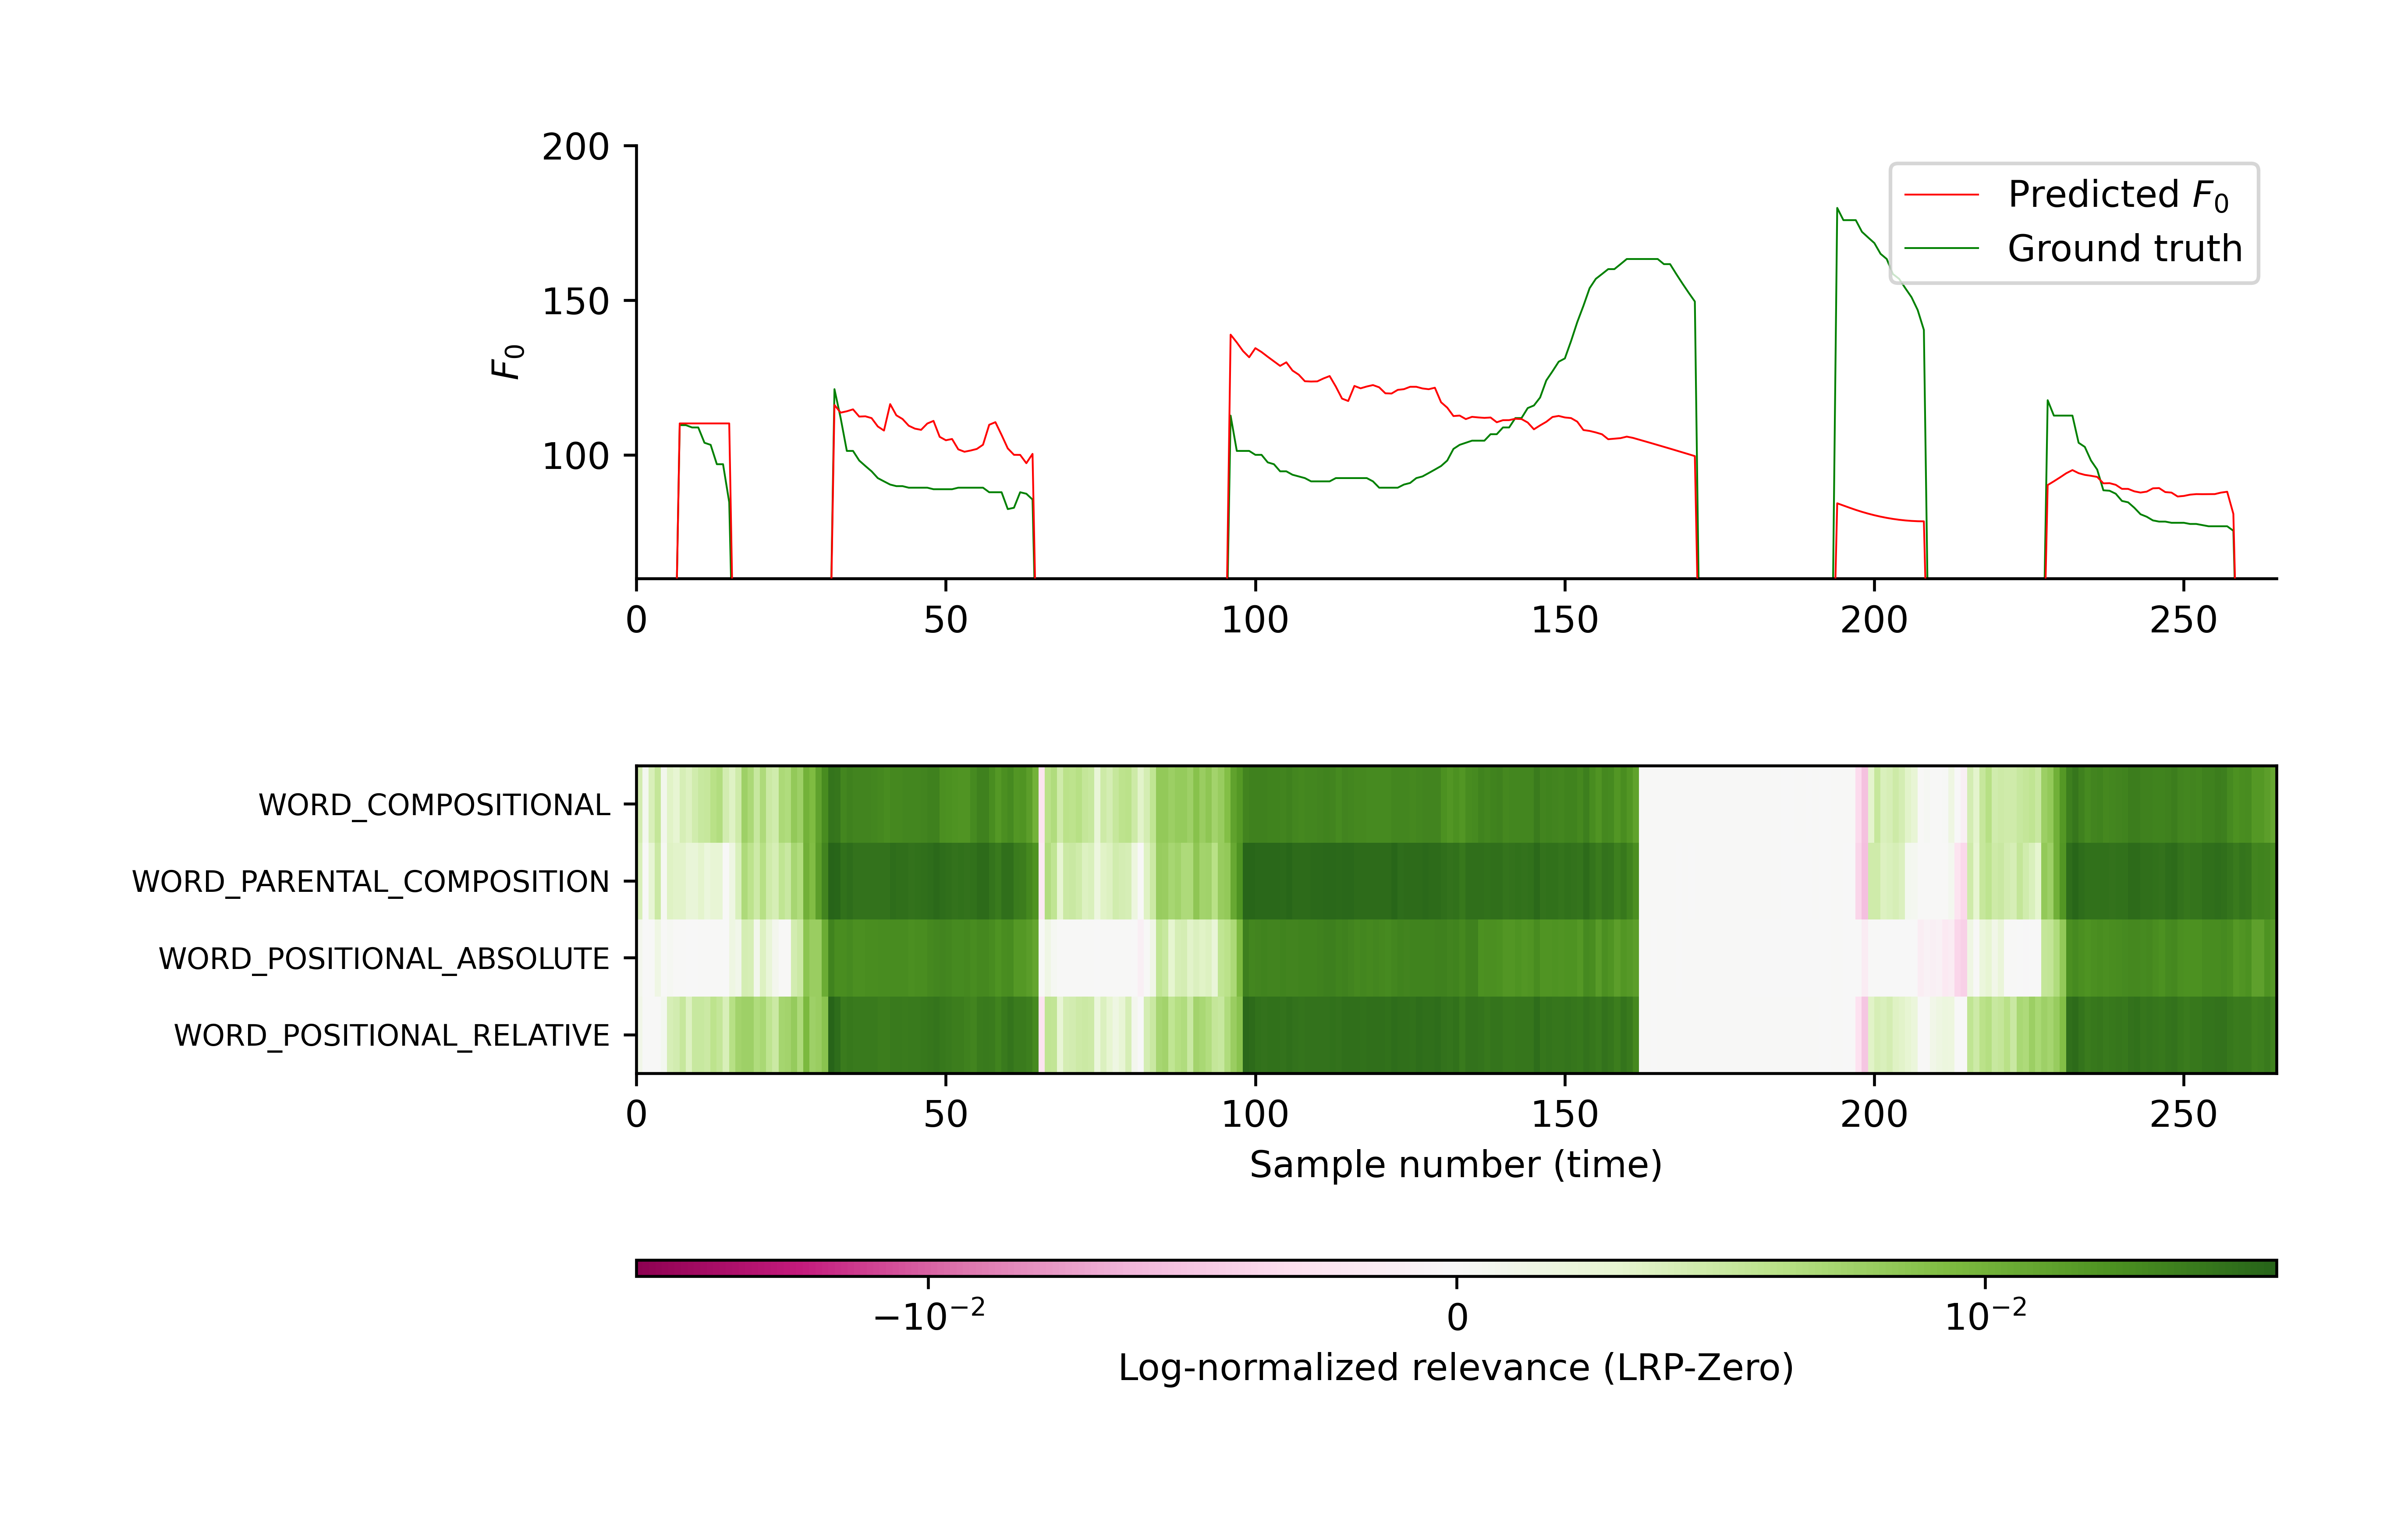 200
150
100
F₀
Predicted F₀
Ground truth
0 50 100 150 200 250
WORD_COMPOSITIONAL
WORD_PARENTAL_COMPOSITION
WORD_POSITIONAL_ABSOLUTE
WORD_POSITIONAL_RELATIVE
0 50 100 150 200 250
Sample number (time)
−10⁻² 0 10⁻²
Log-normalized relevance (LRP-Zero)